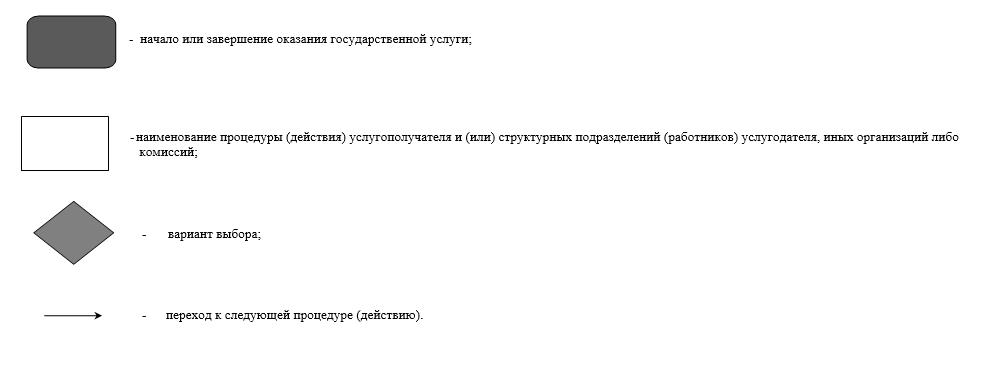 - начало или завершение оказания государственной услуги;
-наименование процедуры (действия) услугополучателя и (или) структурных подразделений (работников) услугодателя, иных организаций либо
комиссий;
- вариант выбора;
- переход к следующей процедуре (действию).